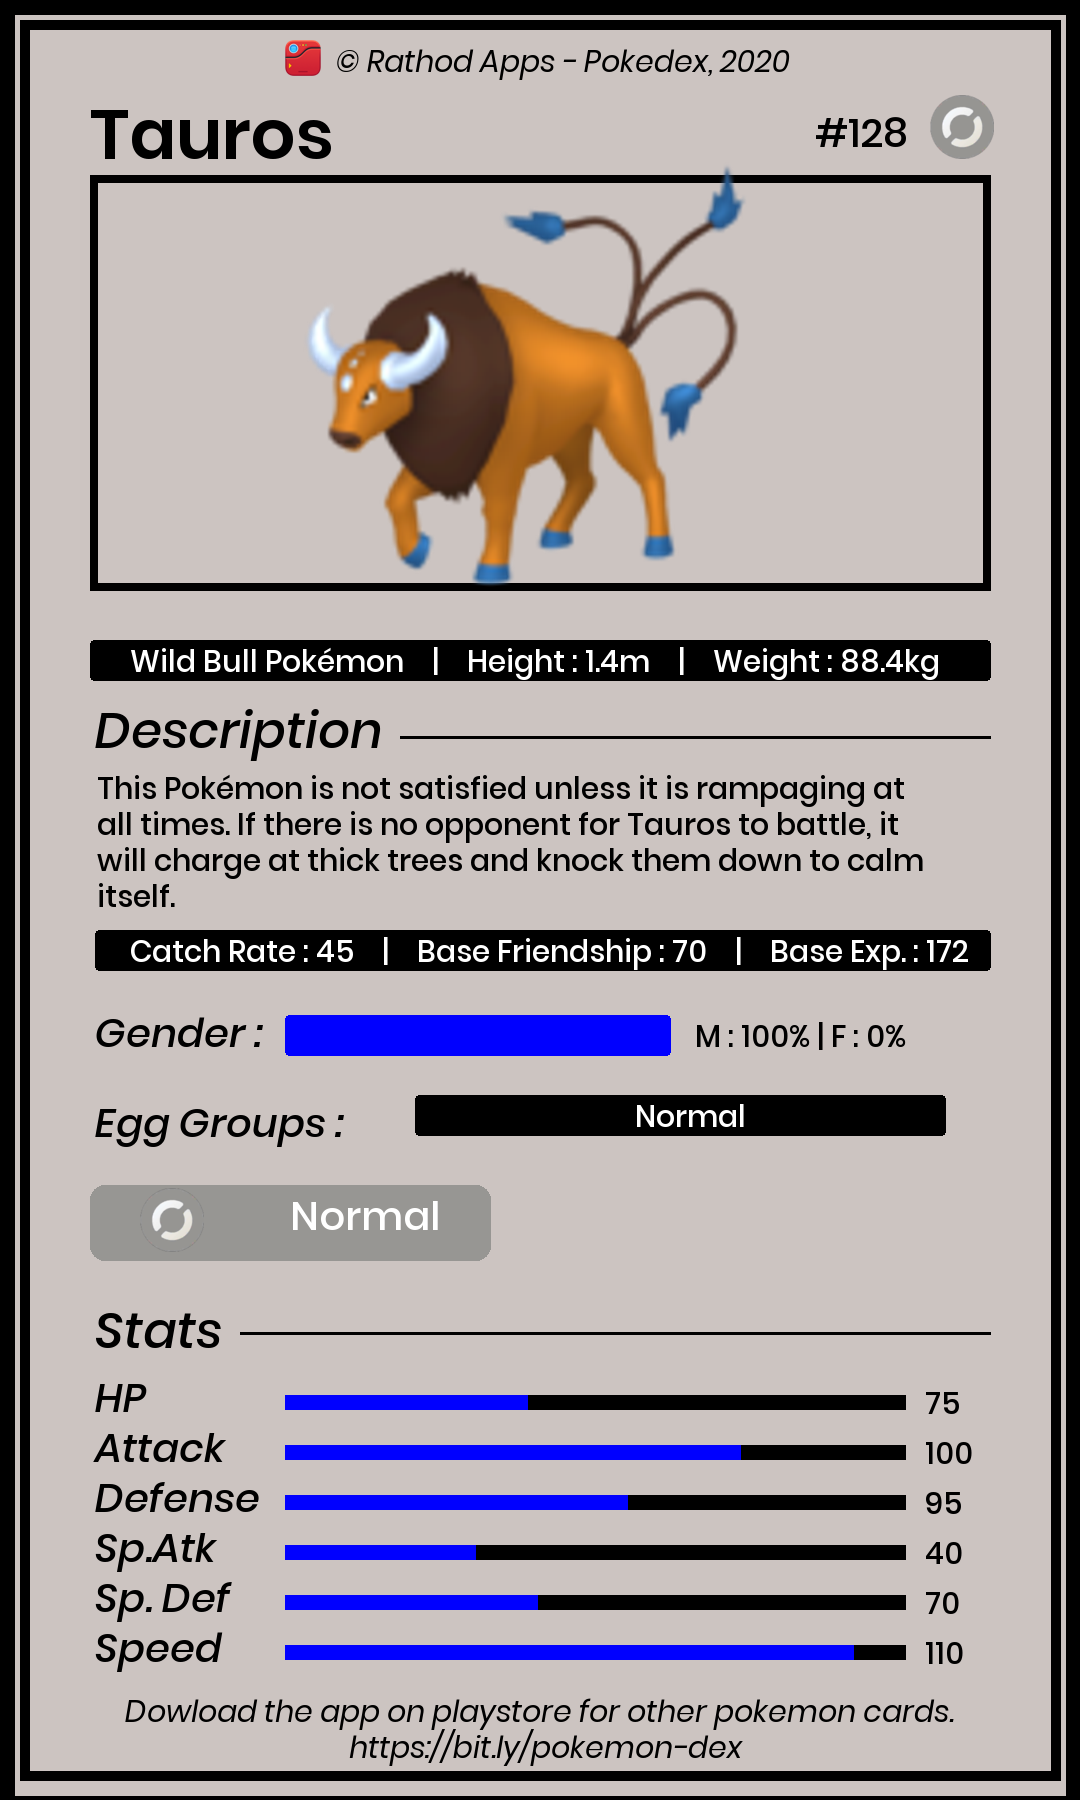 © Rathod Apps - Pokedex, 2020
Tauros #128
Wild Bull Pokémon | Height : 1.4m | Weight : 88.4kg
Description
This Pokémon is not satisfied unless it is rampaging at
all times. If there is no opponent for Tauros to battle, it
will charge at thick trees and knock them down to calm
itself.
Catch Rate : 45 | Base Friendship : 70 | Base Exp. : 172
Gender : M : 100% | F : 0%
Egg Groups : Normal
Normal
Stats
HP 75
Attack 100
Defense 95
Sp.Atk 40
Sp. Def 70
Speed 110
Dowload the app on playstore for other pokemon cards.
https://bit.ly/pokemon-dex